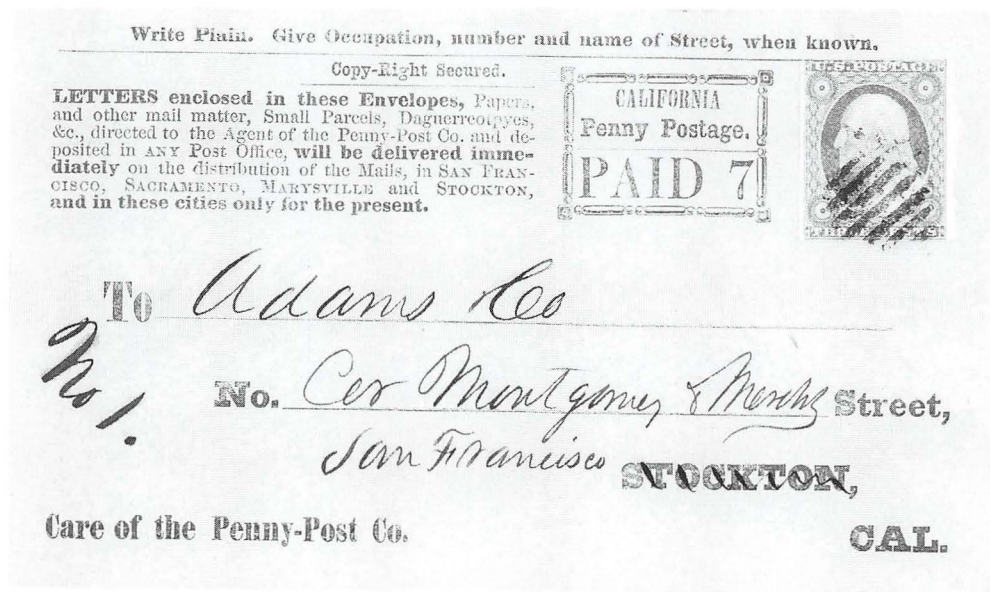 Write Plain. Give Occupation, number and name of Street, when known.
Copy-Right Secured.
LETTERS enclosed in these Envelopes, Papers,
and other mail matter, Small Parcels, Daguerreotypes,
&c., directed to the Agent of the Penny-Post Co. and de-
posited in ANY Post Office, will be delivered imme-
diately on the distribution of the Mails, in SAN FRAN-
CISCO, SACRAMENTO, MARYSVILLE and STOCKTON,
and in these cities only for the present.
CALIFORNIA
Penny Postage.
PAID 7
U.S. POSTAGE
THREE CENTS
To Adams & Co
No 1.
No. Cor Montgomery & Merchz Street,
San Francisco STOCKTON,
Care of the Penny-Post Co.
CAL.